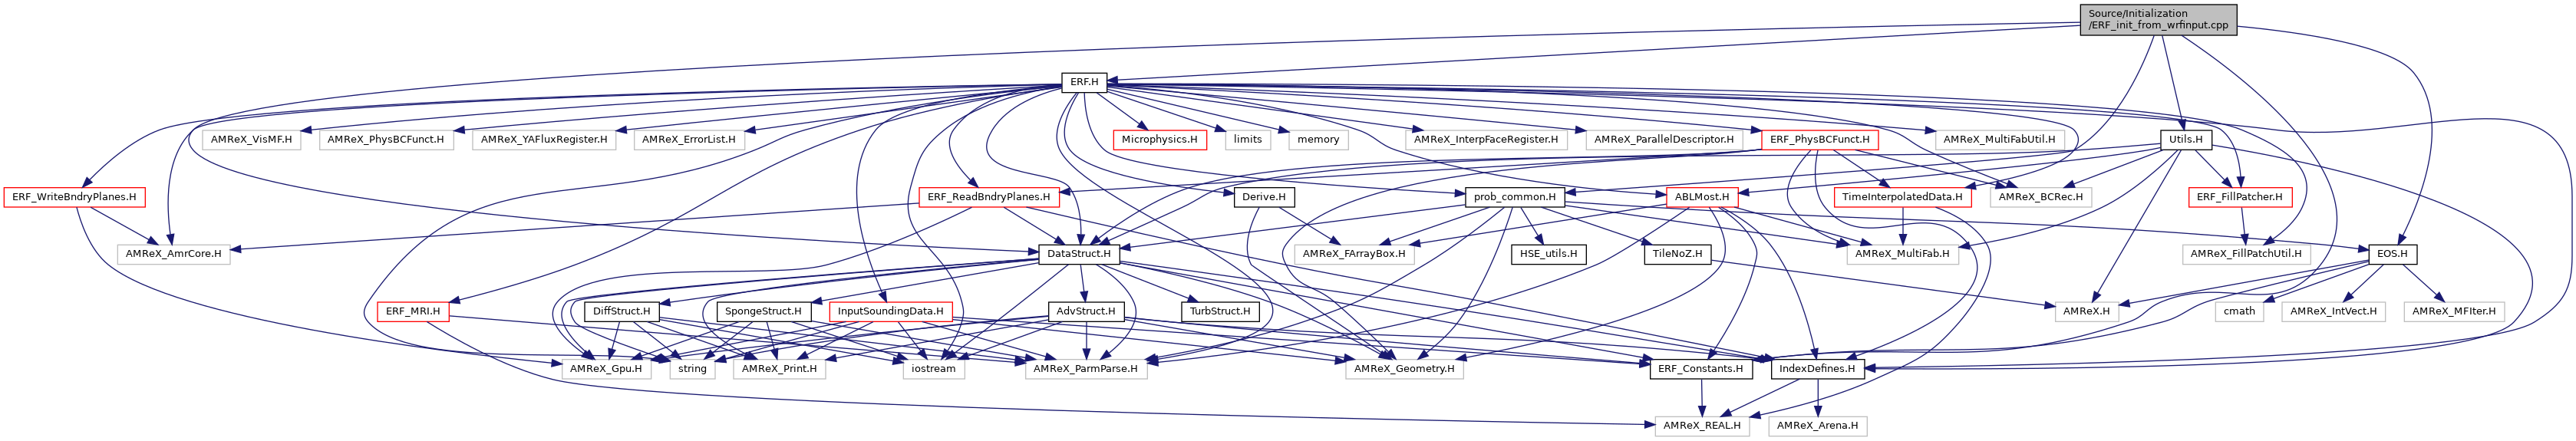 Source/Initialization
/ERF_init_from_wrfinput.cpp
ERF.H
AMReX_VisMF.H
AMReX_PhysBCFunct.H
AMReX_YAFluxRegister.H
AMReX_ErrorList.H
Microphysics.H
limits
memory
AMReX_InterpFaceRegister.H
AMReX_ParallelDescriptor.H
ERF_PhysBCFunct.H
AMReX_MultiFabUtil.H
Utils.H
ERF_WriteBndryPlanes.H
ERF_ReadBndryPlanes.H
Derive.H
prob_common.H
ABLMost.H
TimeInterpolatedData.H
AMReX_BCRec.H
ERF_FillPatcher.H
AMReX_AmrCore.H
DataStruct.H
AMReX_FArrayBox.H
HSE_utils.H
TileNoZ.H
AMReX_MultiFab.H
AMReX_FillPatchUtil.H
EOS.H
ERF_MRI.H
DiffStruct.H
SpongeStruct.H
InputSoundingData.H
AdvStruct.H
TurbStruct.H
AMReX.H
cmath
AMReX_IntVect.H
AMReX_MFIter.H
AMReX_Gpu.H
string
AMReX_Print.H
iostream
AMReX_ParmParse.H
AMReX_Geometry.H
ERF_Constants.H
IndexDefines.H
AMReX_REAL.H
AMReX_Arena.H